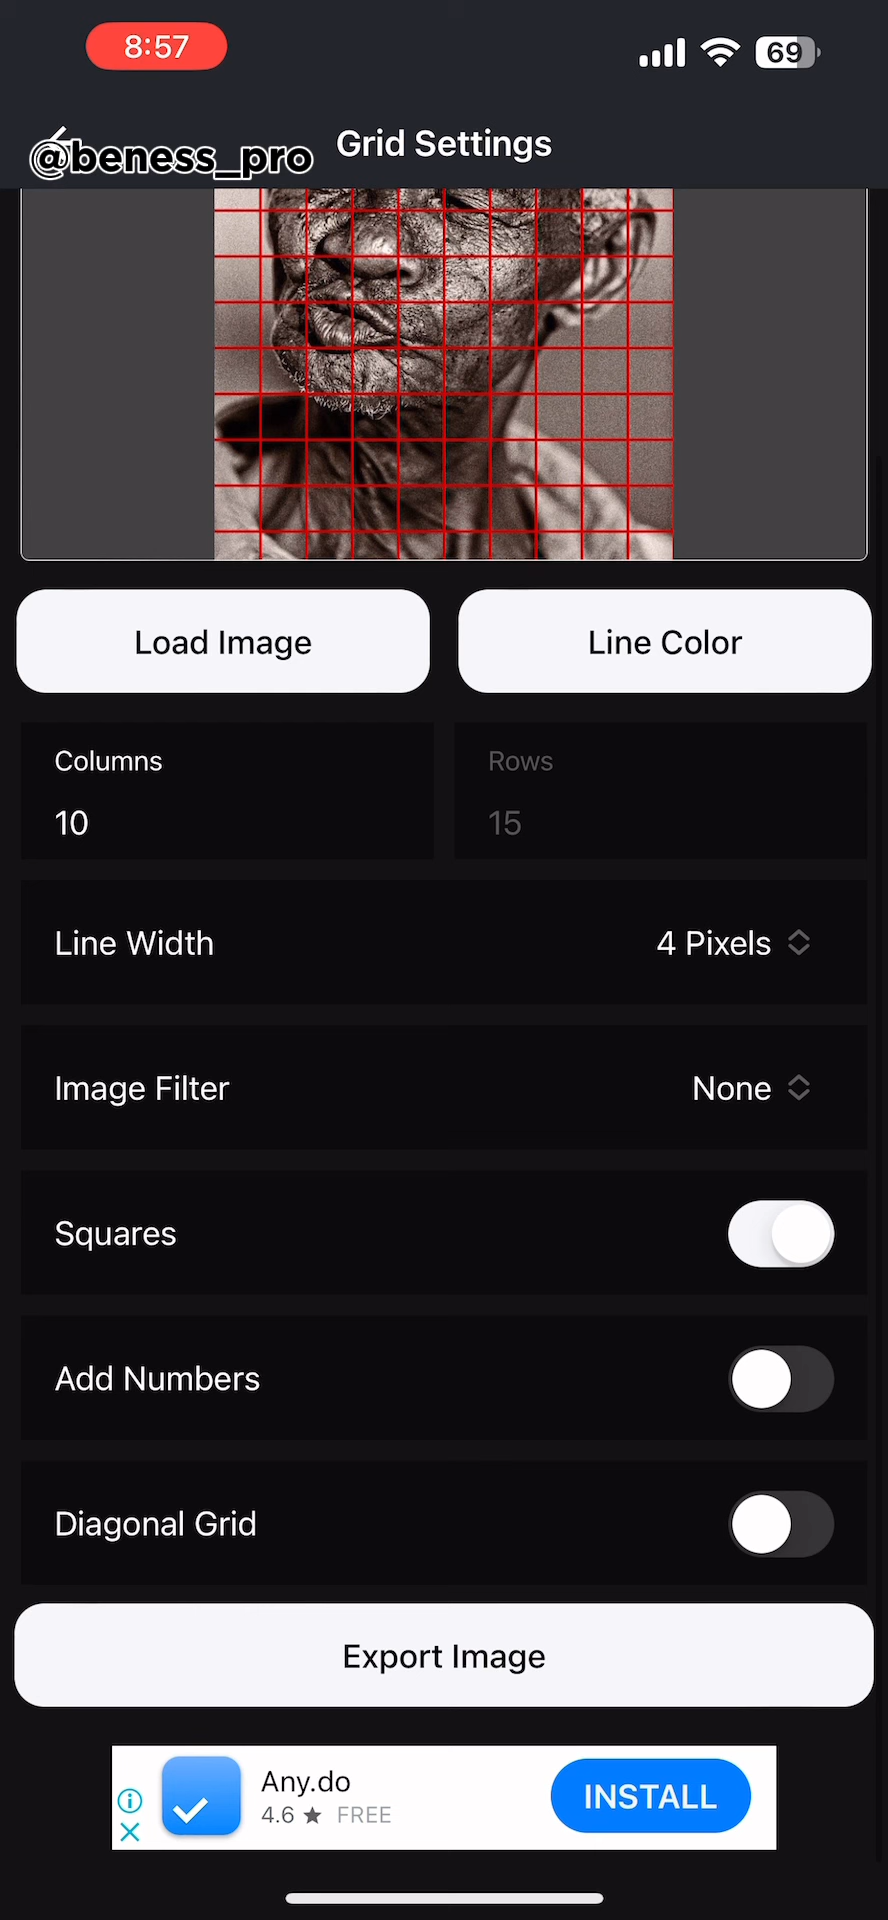 8:57
69
@beness_pro
Grid Settings
Load Image
Line Color
Columns
Rows
10
15
Line Width
4 Pixels
Image Filter
None
Squares
Add Numbers
Diagonal Grid
Export Image
Any.do
4.6 ★ FREE
INSTALL